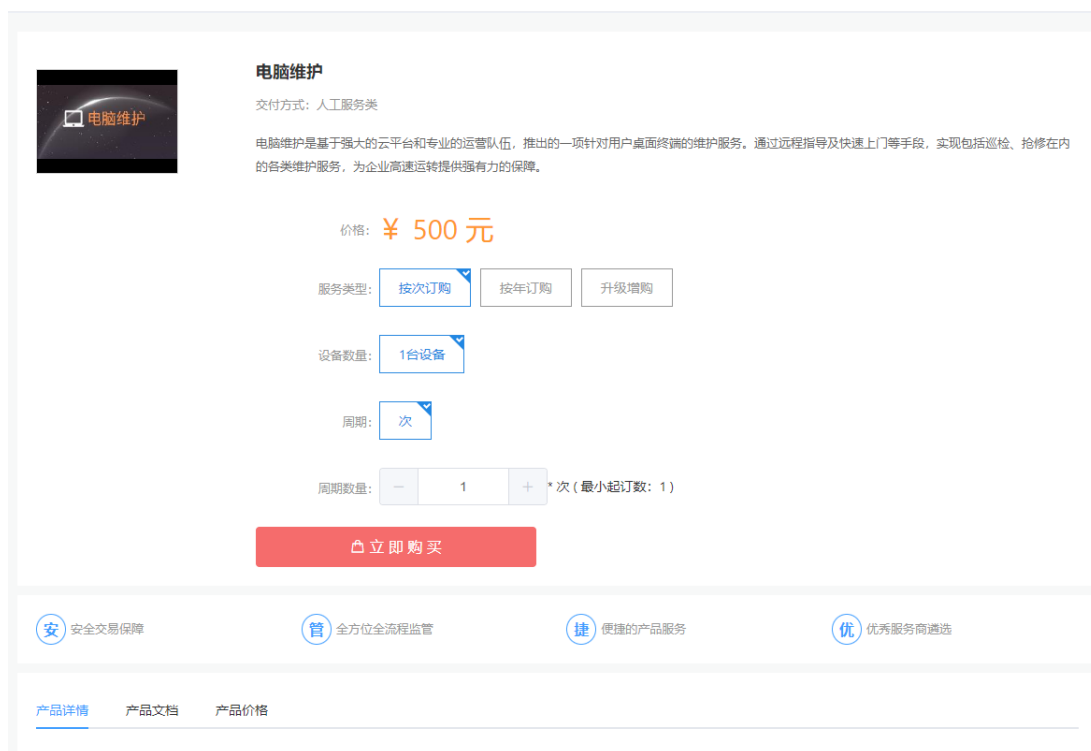 电脑维护
电脑维护
交付方式：人工服务类
电脑维护是基于强大的云平台和专业的运营队伍，推出的一项针对用户桌面终端的维护服务。通过远程指导及快速上门等手段，实现包括巡检、抢修在内
的各类维护服务，为企业高速运转提供强有力的保障。
价格： ¥ 500 元
服务类型： 按次订购 按年订购 升级增购
设备数量： 1台设备
周期： 次
周期数量： − 1 + * 次 ( 最小起订数：1 )
立即购买
安 安全交易保障 管 全方位全流程监管 捷 便捷的产品服务 优 优秀服务商遴选
产品详情 产品文档 产品价格